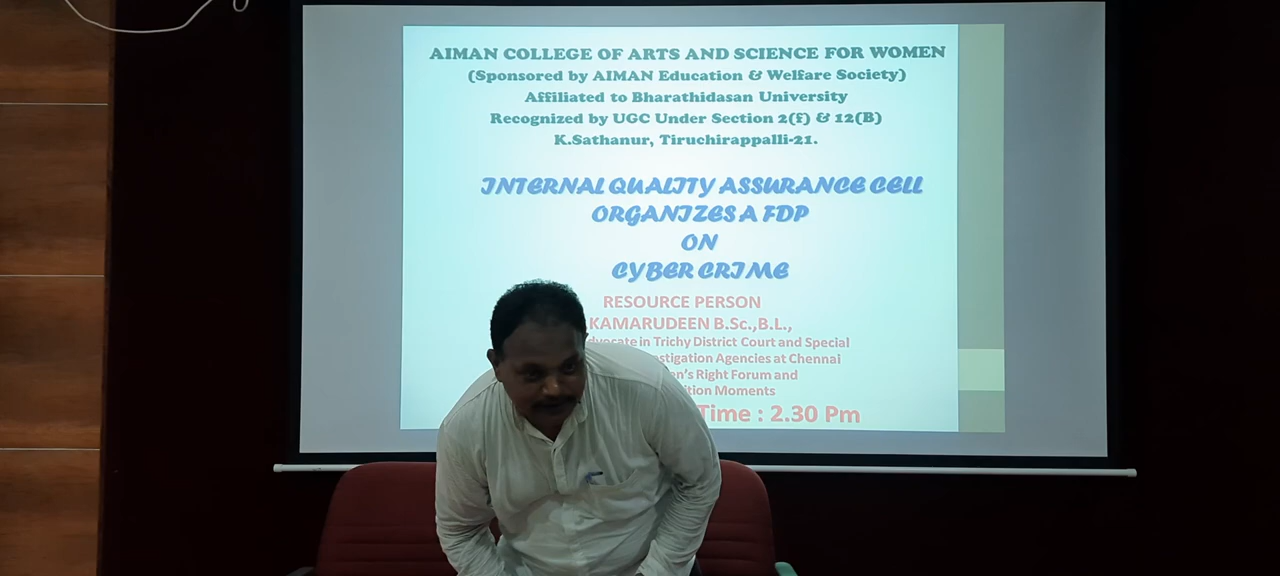 AIMAN COLLEGE OF ARTS AND SCIENCE FOR WOMEN
(Sponsored by AIMAN Education & Welfare Society)
Affiliated to Bharathidasan University
Recognized by UGC Under Section 2(f) & 12(B)
K.Sathanur, Tiruchirappalli-21.
INTERNAL QUALITY ASSURANCE CELL
ORGANIZES A FDP
ON
CYBER CRIME
RESOURCE PERSON
KAMARUDEEN B.Sc.,B.L.,
in Trichy District Court and Special
Agencies at Chennai
Right Forum and
Moments
Time : 2.30 Pm